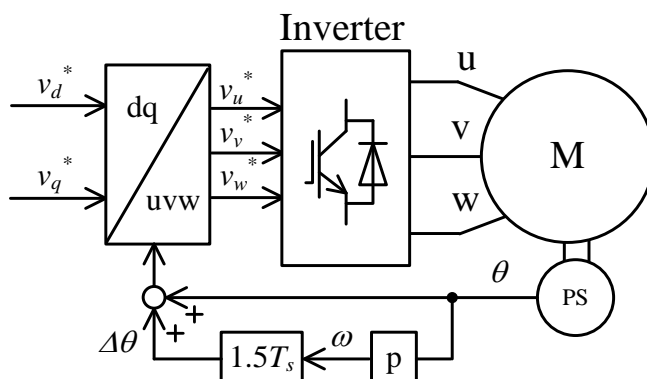 Inverter
v_d^*
v_q^*
dq
uvw
v_u^*
v_v^*
v_w^*
u
v
w
M
PS
θ
+
+
Δθ
1.5T_s
ω
p